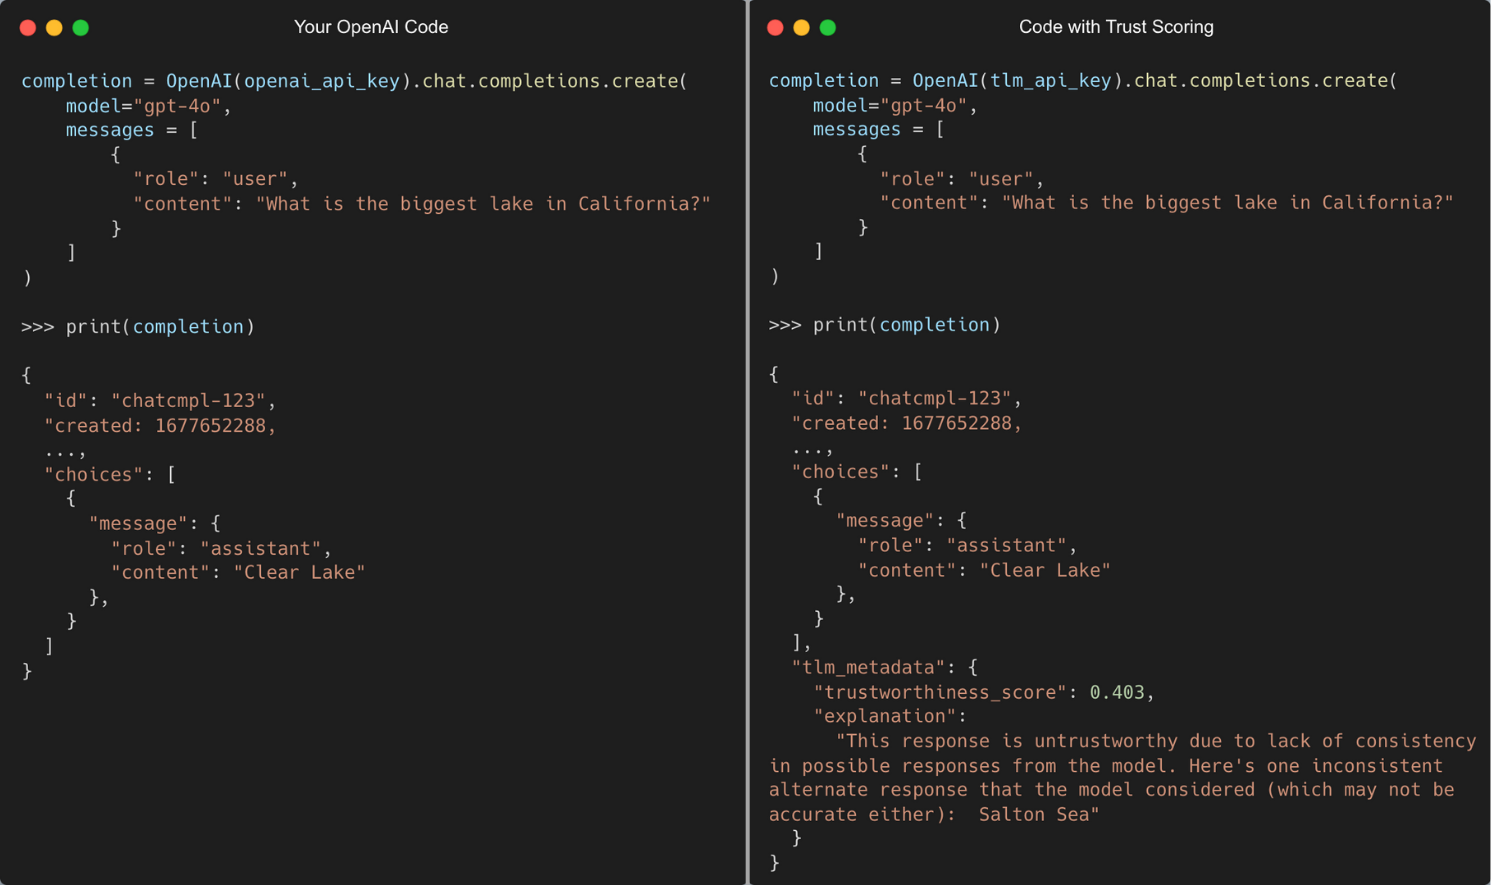 Your OpenAI Code
completion = OpenAI(openai_api_key).chat.completions.create(
    model="gpt-4o",
    messages = [
        {
          "role": "user",
          "content": "What is the biggest lake in California?"
        }
    ]
)
>>> print(completion)
{
  "id": "chatcmpl-123",
  "created: 1677652288,
  ...,
  "choices": [
    {
      "message": {
        "role": "assistant",
        "content": "Clear Lake"
      },
    }
  ]
}
Code with Trust Scoring
completion = OpenAI(tlm_api_key).chat.completions.create(
    model="gpt-4o",
    messages = [
        {
          "role": "user",
          "content": "What is the biggest lake in California?"
        }
    ]
)
>>> print(completion)
{
  "id": "chatcmpl-123",
  "created: 1677652288,
  ...,
  "choices": [
    {
      "message": {
        "role": "assistant",
        "content": "Clear Lake"
      },
    }
  ],
  "tlm_metadata": {
    "trustworthiness_score": 0.403,
    "explanation":
      "This response is untrustworthy due to lack of consistency
in possible responses from the model. Here's one inconsistent
alternate response that the model considered (which may not be
accurate either):  Salton Sea"
  }
}